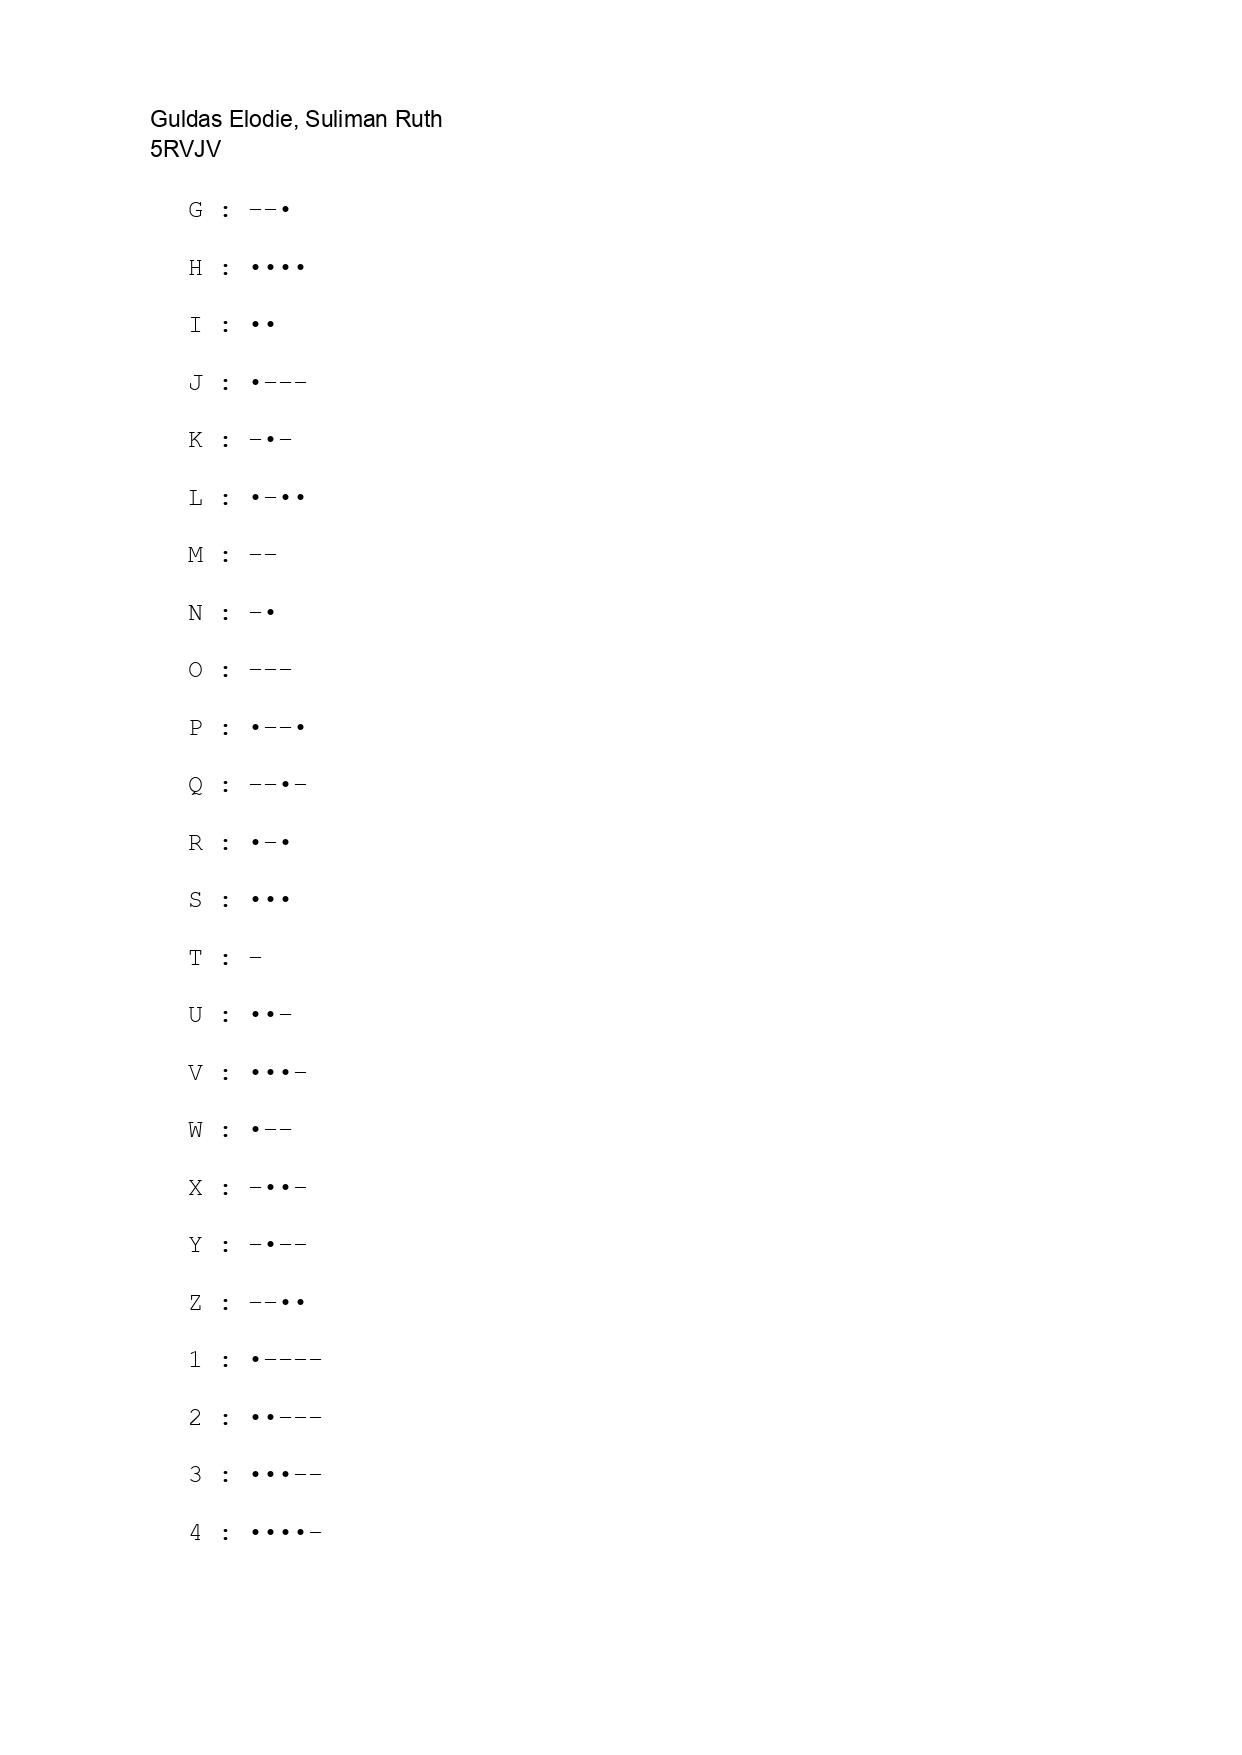 Guldas Elodie, Suliman Ruth
5RVJV
G : −−•
H : ••••
I : ••
J : •−−−
K : −•−
L : •−••
M : −−
N : −•
O : −−−
P : •−−•
Q : −−•−
R : •−•
S : •••
T : −
U : ••−
V : •••−
W : •−−
X : −••−
Y : −•−−
Z : −−••
1 : •−−−−
2 : ••−−−
3 : •••−−
4 : ••••−